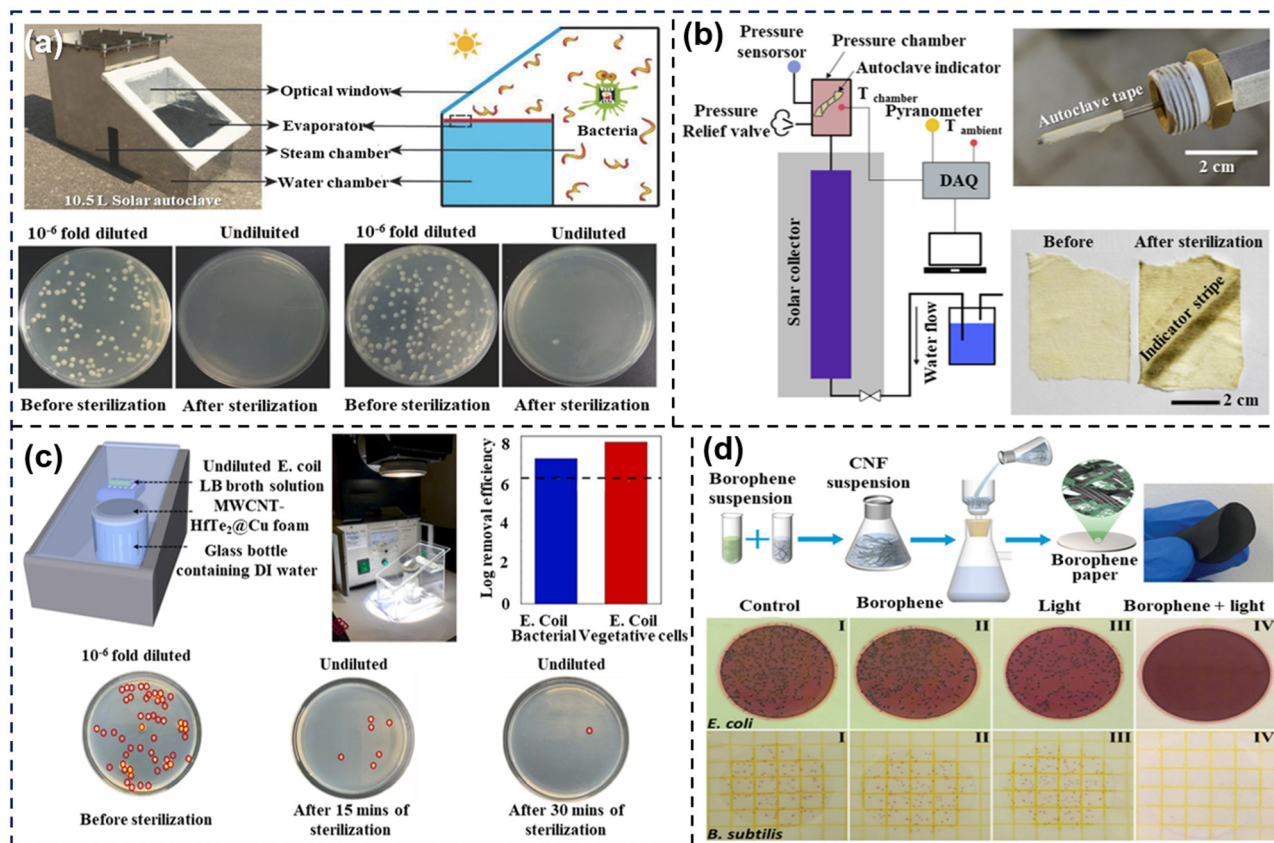 (a)
Optical window
Evaporator
Steam chamber
Water chamber
10.5 L Solar autoclave
Bacteria
10⁻⁶ fold diluted
Undiluited
10⁻⁶ fold diluted
Undiluted
Before sterilization
After sterilization
Before sterilization
After sterilization
(b)
Pressure
sensorsor
Pressure chamber
Autoclave indicator
T chamber
Pressure
Relief valve
Pyranometer
T ambient
DAQ
Solar collector
Water flow
Autoclave tape
2 cm
Before
After sterilization
Indicator stripe
2 cm
(c)
Undiluted E. coil
LB broth solution
MWCNT-
HfTe₂@Cu foam
Glass bottle
containing DI water
Log removal efficiency
8
6
4
2
0
E. Coil
Bacterial
E. Coil
Vegetative cells
10⁻⁶ fold diluted
Undiluted
Undiluted
Before sterilization
After 15 mins of
sterilization
After 30 mins of
sterilization
(d)
Borophene
suspension
CNF
suspension
Borophene
paper
Control
Borophene
Light
Borophene + light
I
II
III
IV
E. coli
I
II
III
IV
B. subtilis